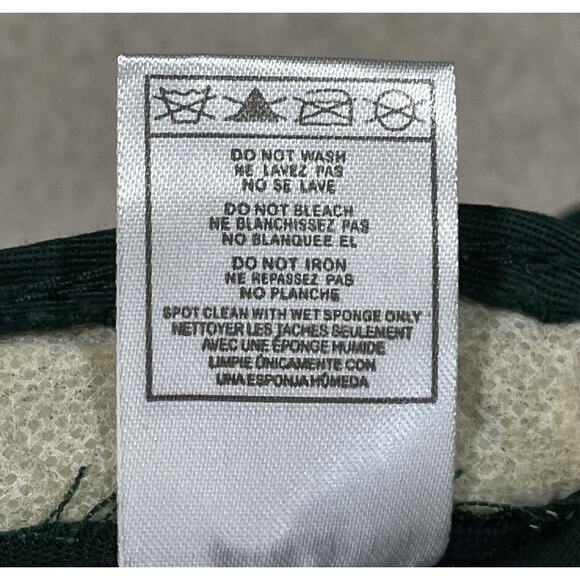 DO NOT WASH
NE LAVEZ PAS
NO SE LAVE
DO NOT BLEACH
NE BLANCHISSEZ PAS
NO BLANQUEE EL
DO NOT IRON
NE REPASSEZ PAS
NO PLANCHE
SPOT CLEAN WITH WET SPONGE ONLY
NETTOYER LES TACHES SEULEMENT
AVEC UNE ÉPONGE HUMIDE
LIMPIE ÚNICAMENTE CON
UNA ESPONJA HÚMEDA